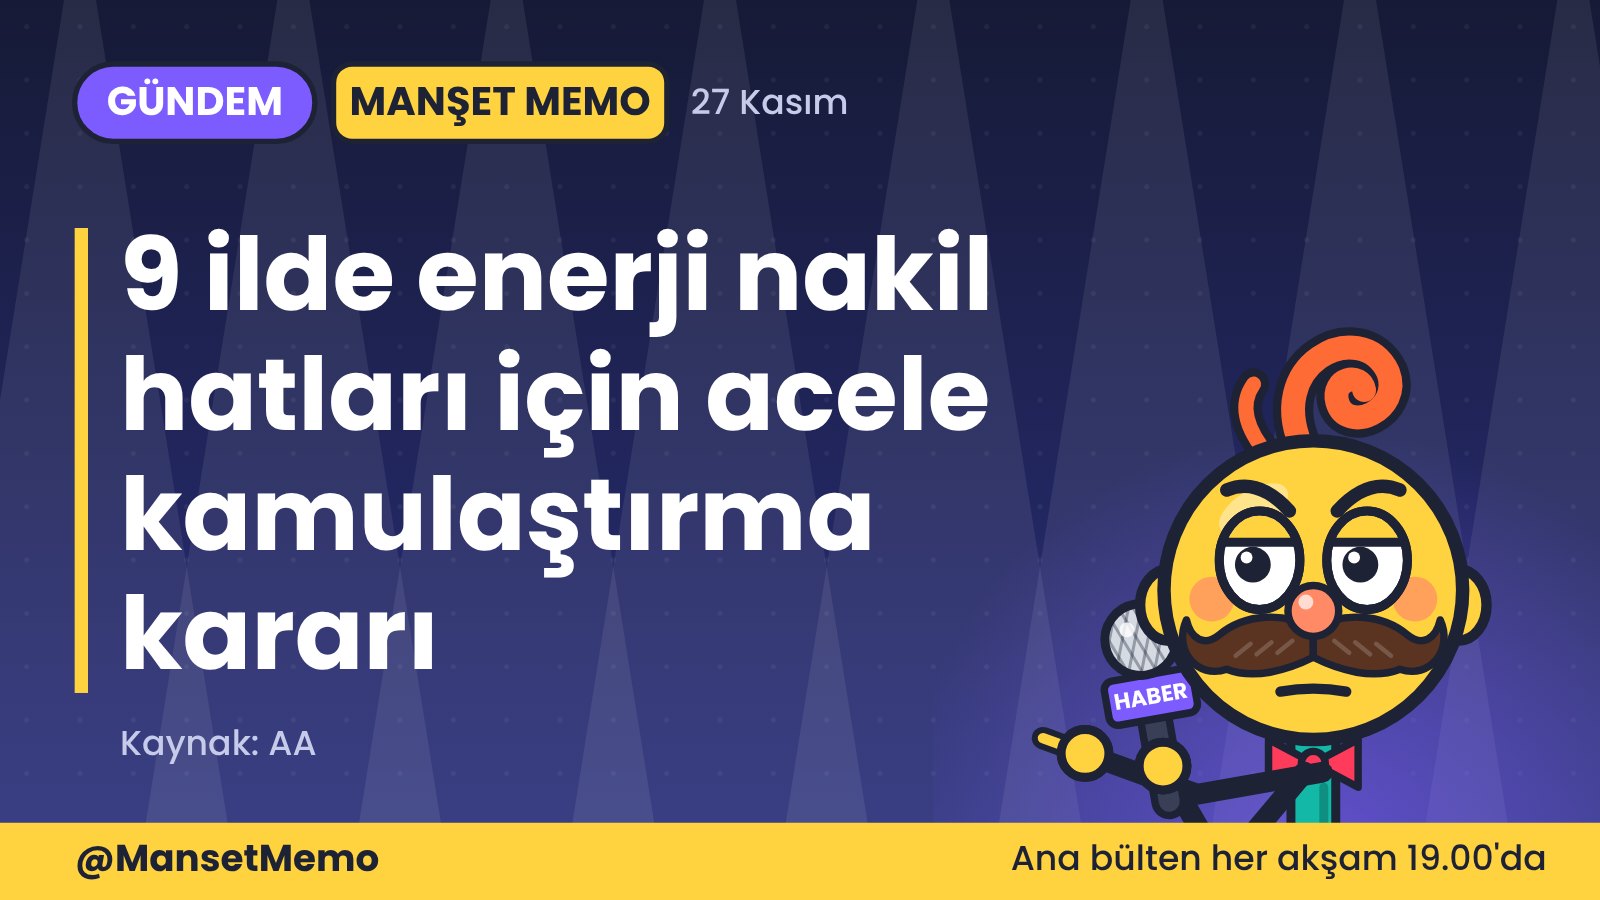 GÜNDEM MANŞET MEMO 27 Kasım
9 ilde enerji nakil
hatları için acele
kamulaştırma
kararı
Kaynak: AA
HABER
@MansetMemo Ana bülten her akşam 19.00'da